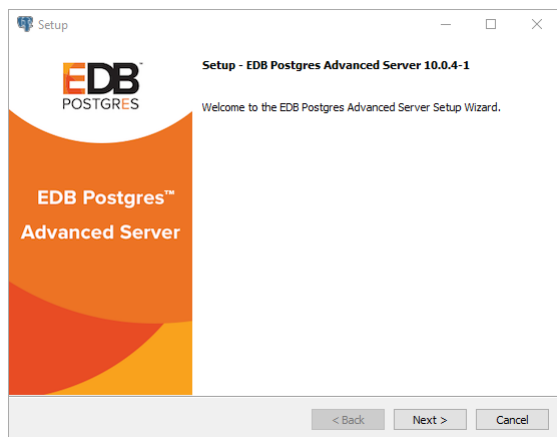 Setup
EDB™
POSTGRES
EDB Postgres™
Advanced Server
Setup - EDB Postgres Advanced Server 10.0.4-1
Welcome to the EDB Postgres Advanced Server Setup Wizard.
< Back
Next >
Cancel